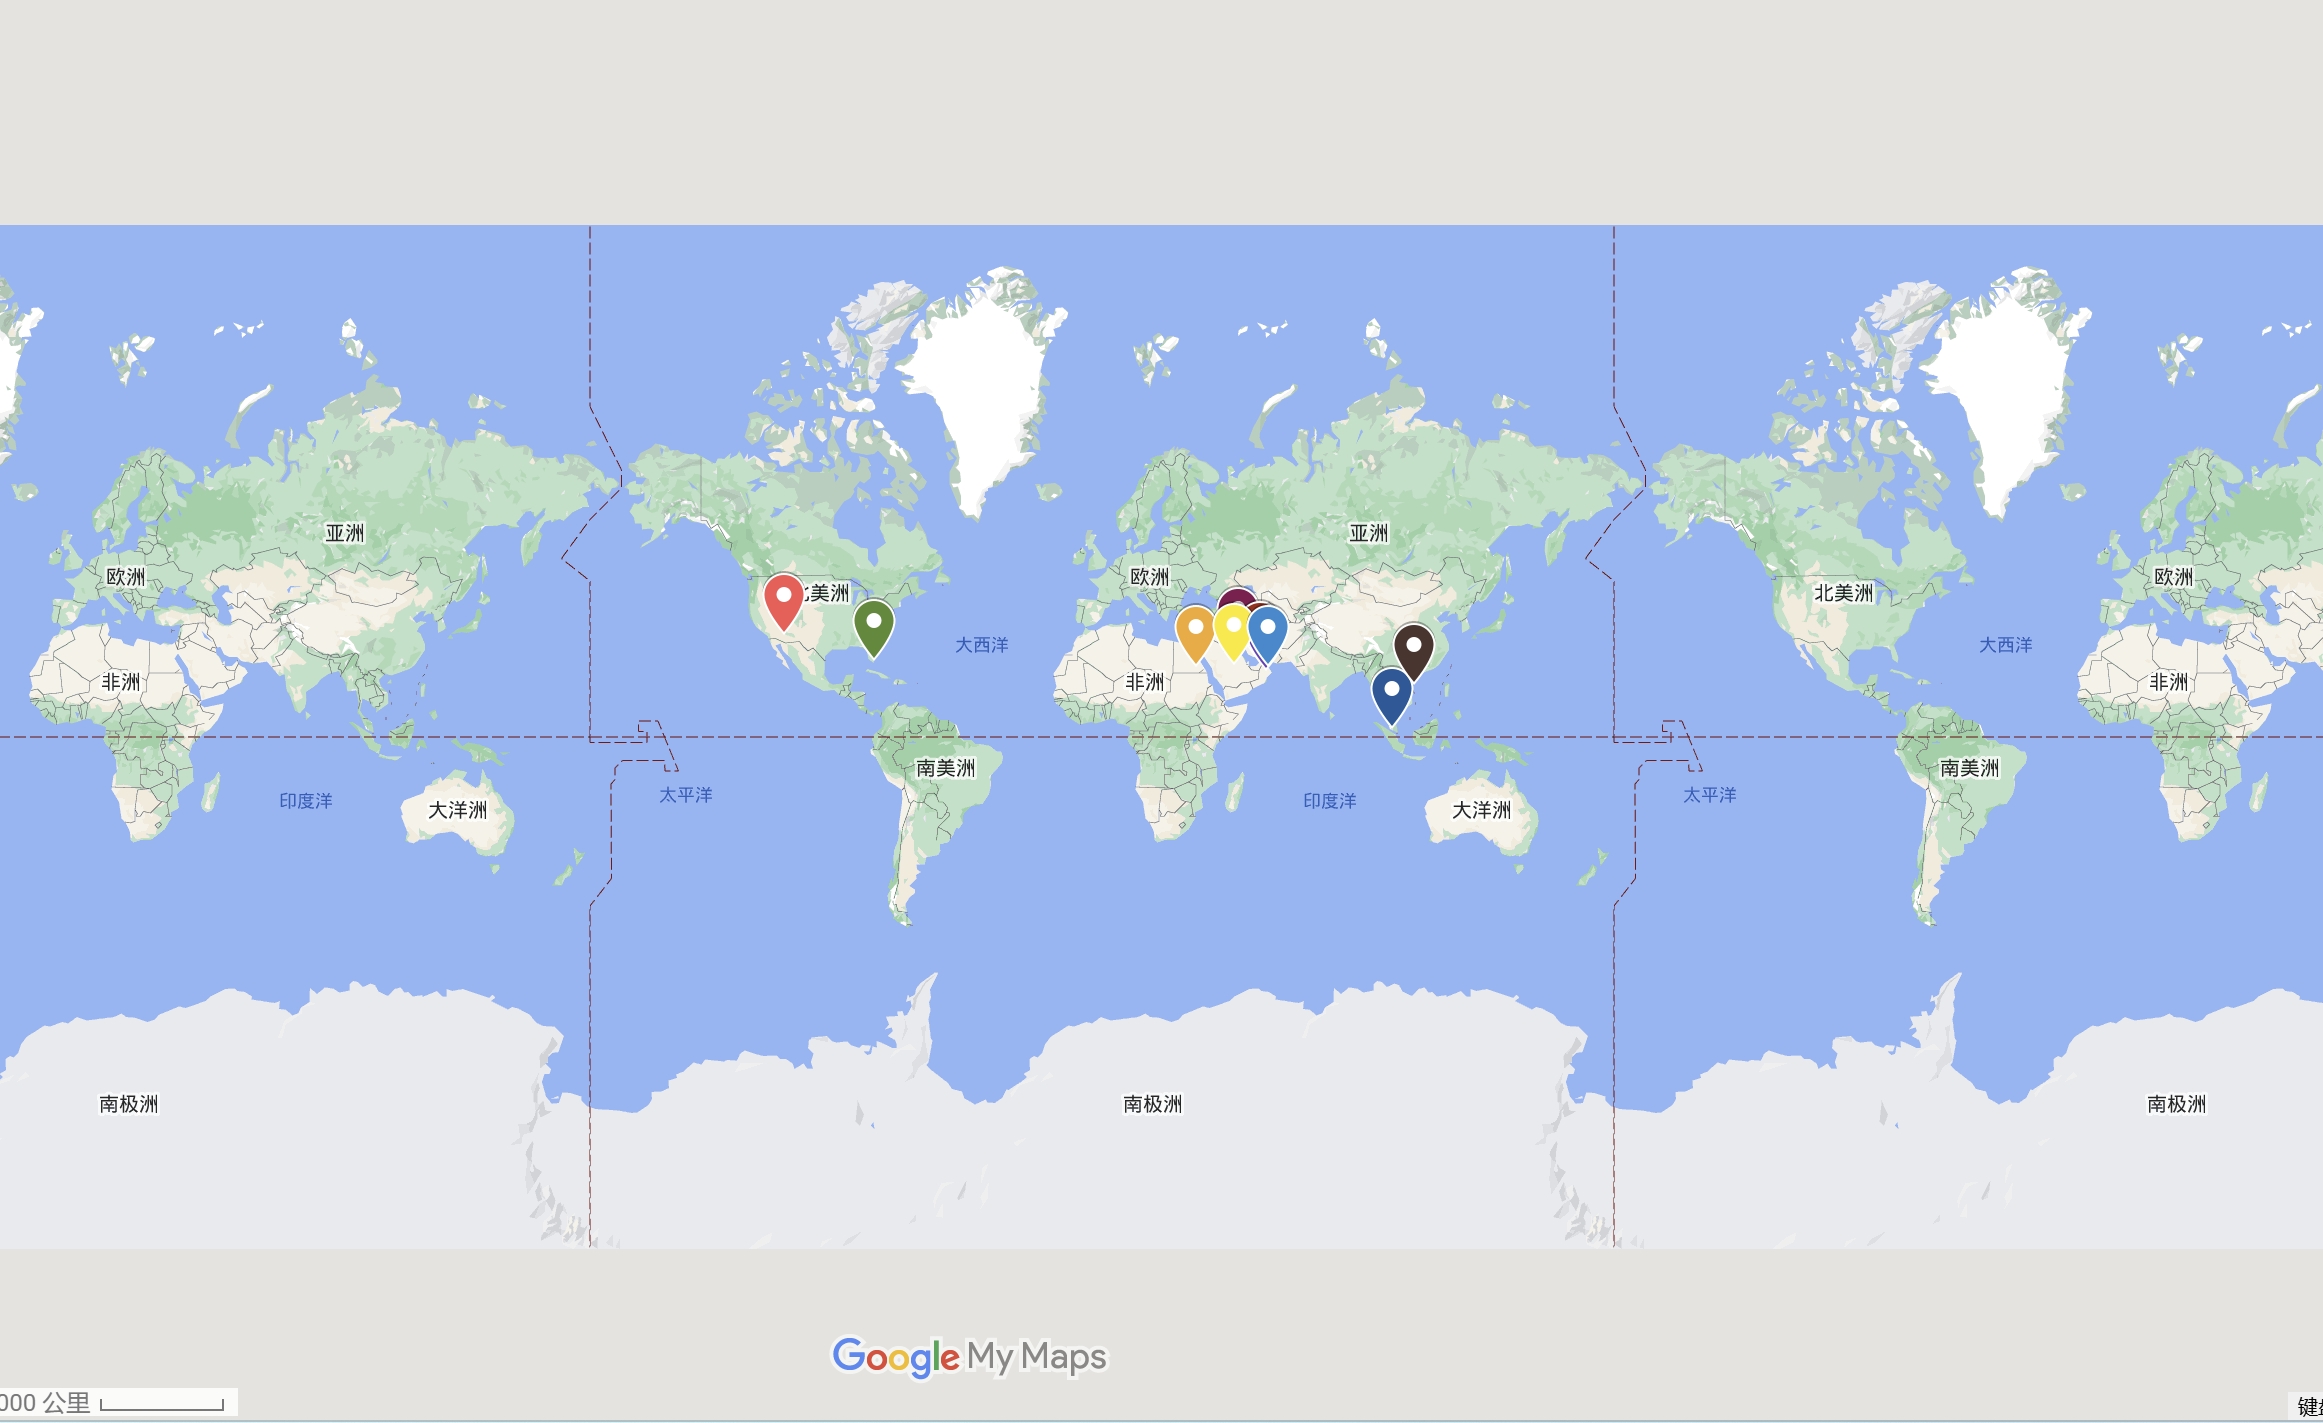 亚洲
亚洲
欧洲
欧洲
欧洲
北美洲
美洲
大西洋
大西洋
非洲
非洲
非洲
南美洲
南美洲
太平洋
太平洋
印度洋
印度洋
大洋洲
大洋洲
南极洲
南极洲
南极洲
Google My Maps
000 公里